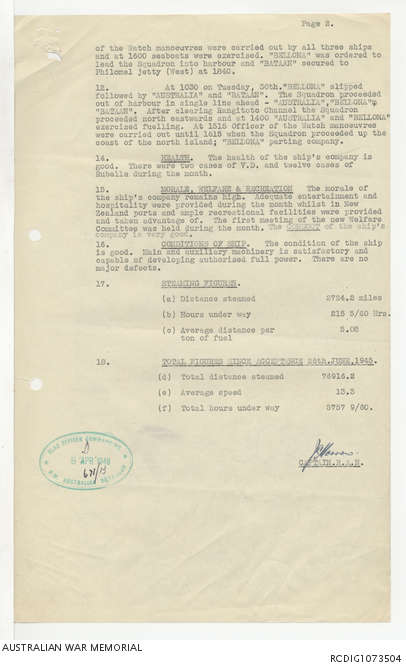 Page 2.
of the Watch manoeuvres were carried out by all three ships
and at 1600 seaboats were exercised. "BELLONA" was ordered to
lead the Squadron into harbour and "BATAAN" secured to
Philomel jetty (West) at 1840.
12. At 1030 on Tuesday, 30th."BELLONA" slipped
followed by "AUSTRALIA" and "BATAAN". The Squadron proceeded
out of harbour in single line ahead - "AUSTRALIA","BELLONA",
"BATAAN". After clearing Rangitoto Channel the Squadron
proceeded north eastwards and at 1400 "AUSTRALIA" and "BELLONA"
exercised fuelling. At 1515 Officer of the Watch manoeuvres
were carried out until 1615 when the Squadron proceeded up the
coast of the north island; "BELLONA" parting company.
14. HEALTH. The health of the ship's company is
good. There were two cases of V.D. and twelve cases of
Rubella during the month.
15. MORALE, WELFARE & RECREATION The morale of
the ship's company remains high. Adequate entertainment and
hospitality were provided during the month whilst in New
Zealand ports and ample recreational facilities were provided
and taken advantage of. The first meeting of the new Welfare
Committee was held during the month. The CONDUCT of the ship's
company is very good.
16. CONDITIONS OF SHIP. The condition of the ship
is good. Main and auxiliary machinery is satisfactory and
capable of developing authorised full power. There are no
major defects.
17. STEAMING FIGURES.
(a) Distance steamed 2724.2 miles
(b) Hours under way 215 5/60 Hrs.
(c) Average distance per
ton of fuel
18. TOTAL FIGURES SINCE ACCEPTANCE 25th.JUNE,1945.
(d) Total distance steamed 76916.2
(e) Average speed 13.3
(f) Total hours under way 5757 9/60.
FLAG OFFICER COMMANDING
APR 1948
H.M. AUSTRALIAN
CAPTAIN.R.A.N.
AUSTRALIAN WAR MEMORIAL
RCDIG1073504